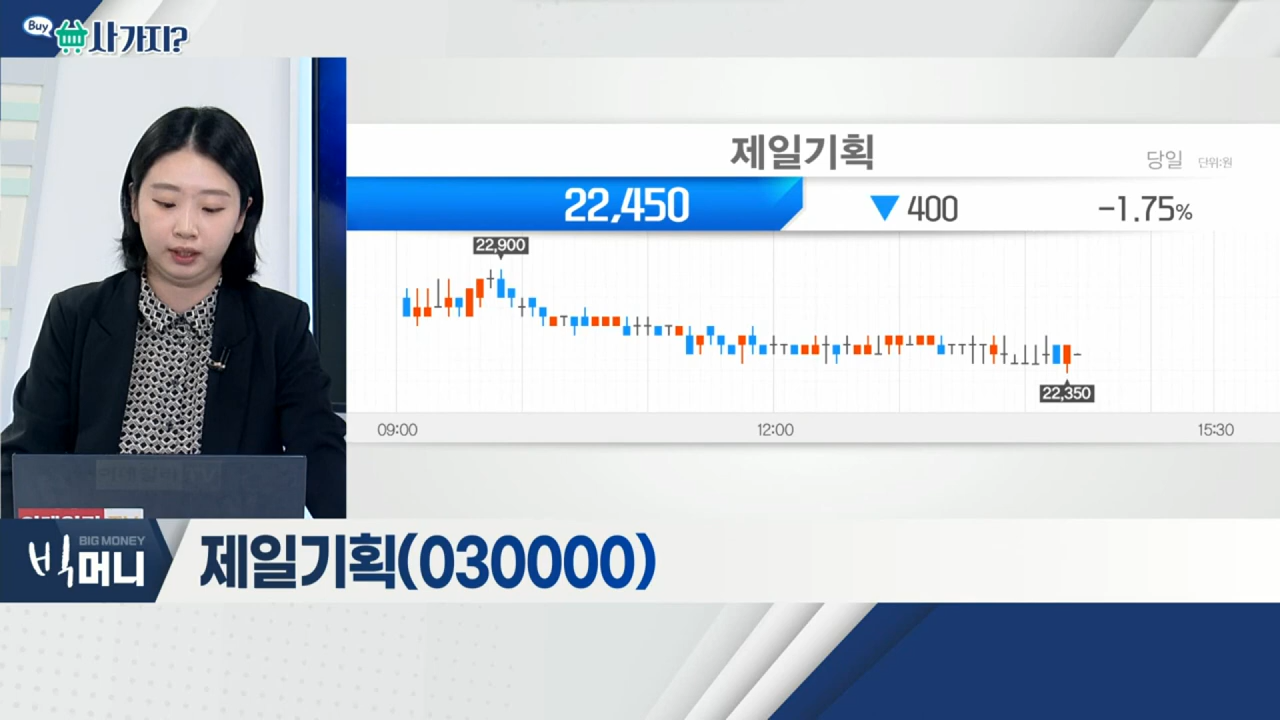 Buy
사가지?
제일기획
당일 단위:원
22,450 ▼400 -1.75%
22,900
22,350
09:00 12:00 15:30
BIG MONEY
빅머니
제일기획(030000)